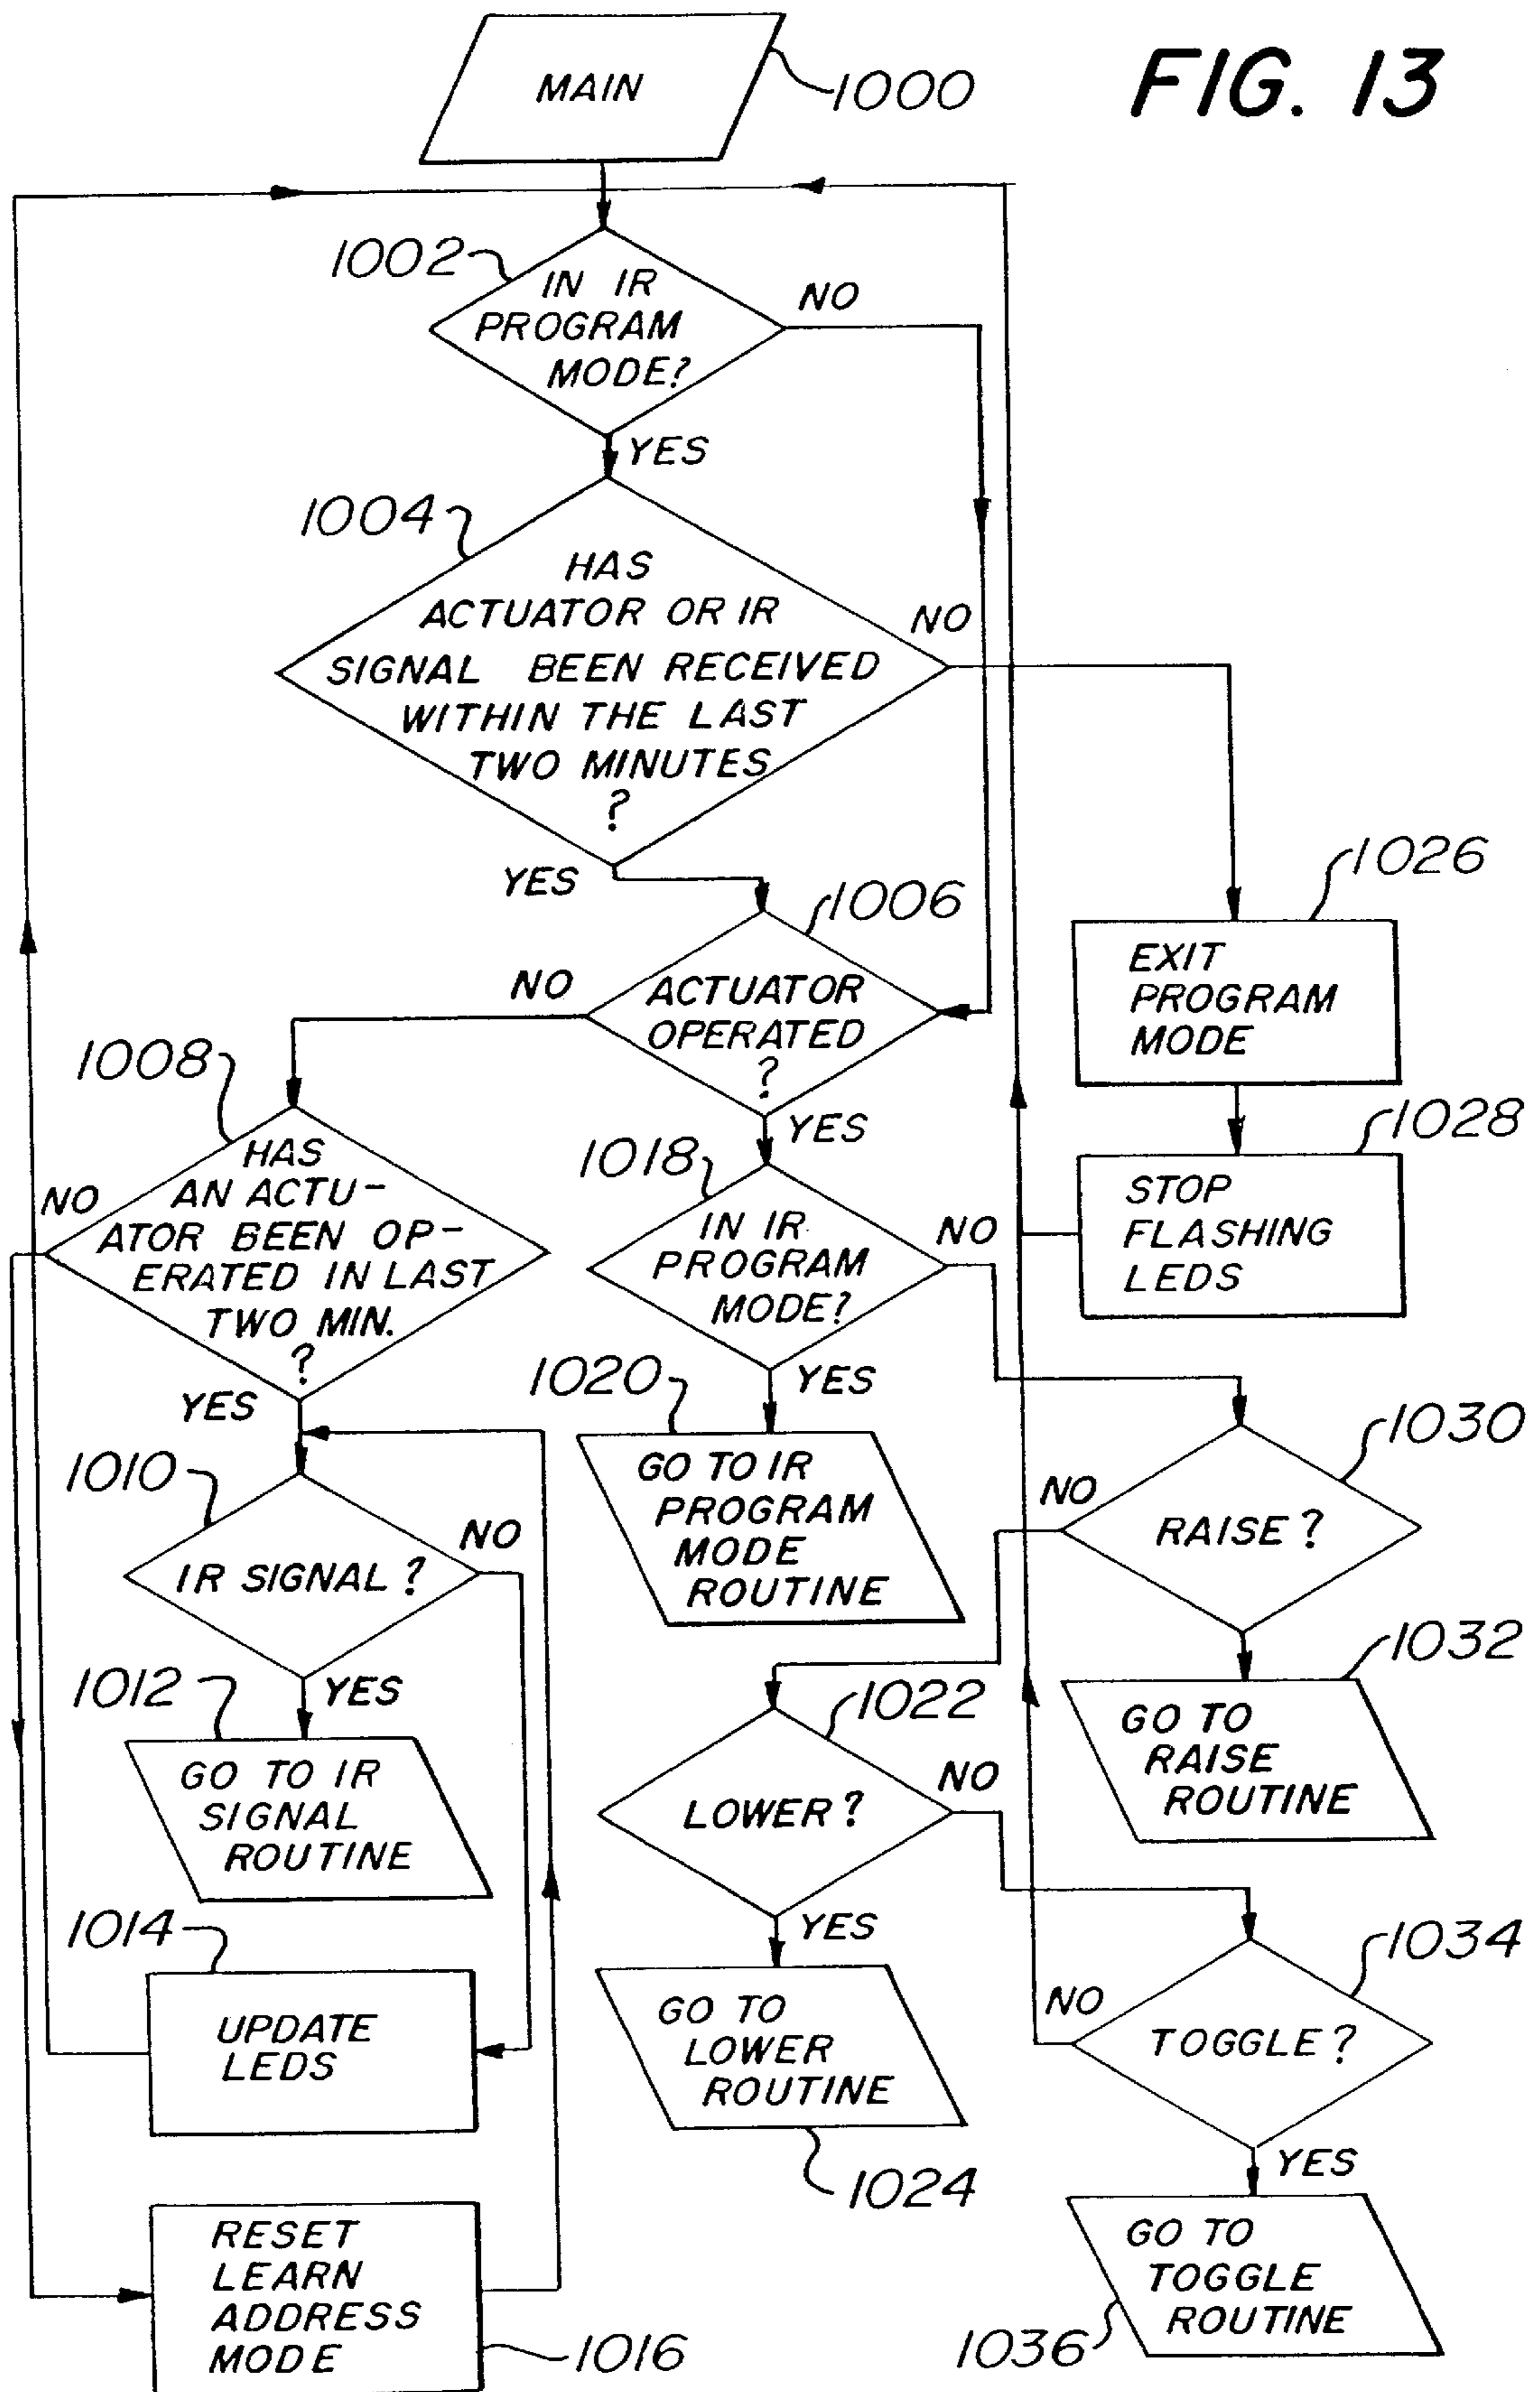 FIG. 13
MAIN
1000
1002
IN IR
PROGRAM
MODE?
NO
YES
1004
HAS
ACTUATOR OR IR
SIGNAL BEEN RECEIVED
WITHIN THE LAST
TWO MINUTES
?
NO
YES
1006
ACTUATOR
OPERATED
?
NO
YES
1026
EXIT
PROGRAM
MODE
1028
STOP
FLASHING
LEDS
1008
HAS
AN ACTU-
ATOR BEEN OP-
ERATED IN LAST
TWO MIN.
?
NO
YES
1018
IN IR
PROGRAM
MODE?
NO
YES
1020
GO TO IR
PROGRAM
MODE
ROUTINE
1030
RAISE?
NO
1010
IR SIGNAL?
NO
YES
1012
GO TO IR
SIGNAL
ROUTINE
1032
GO TO
RAISE
ROUTINE
1022
LOWER?
NO
YES
1014
UPDATE
LEDS
GO TO
LOWER
ROUTINE
1024
1034
TOGGLE?
NO
YES
RESET
LEARN
ADDRESS
MODE
1016
GO TO
TOGGLE
ROUTINE
1036